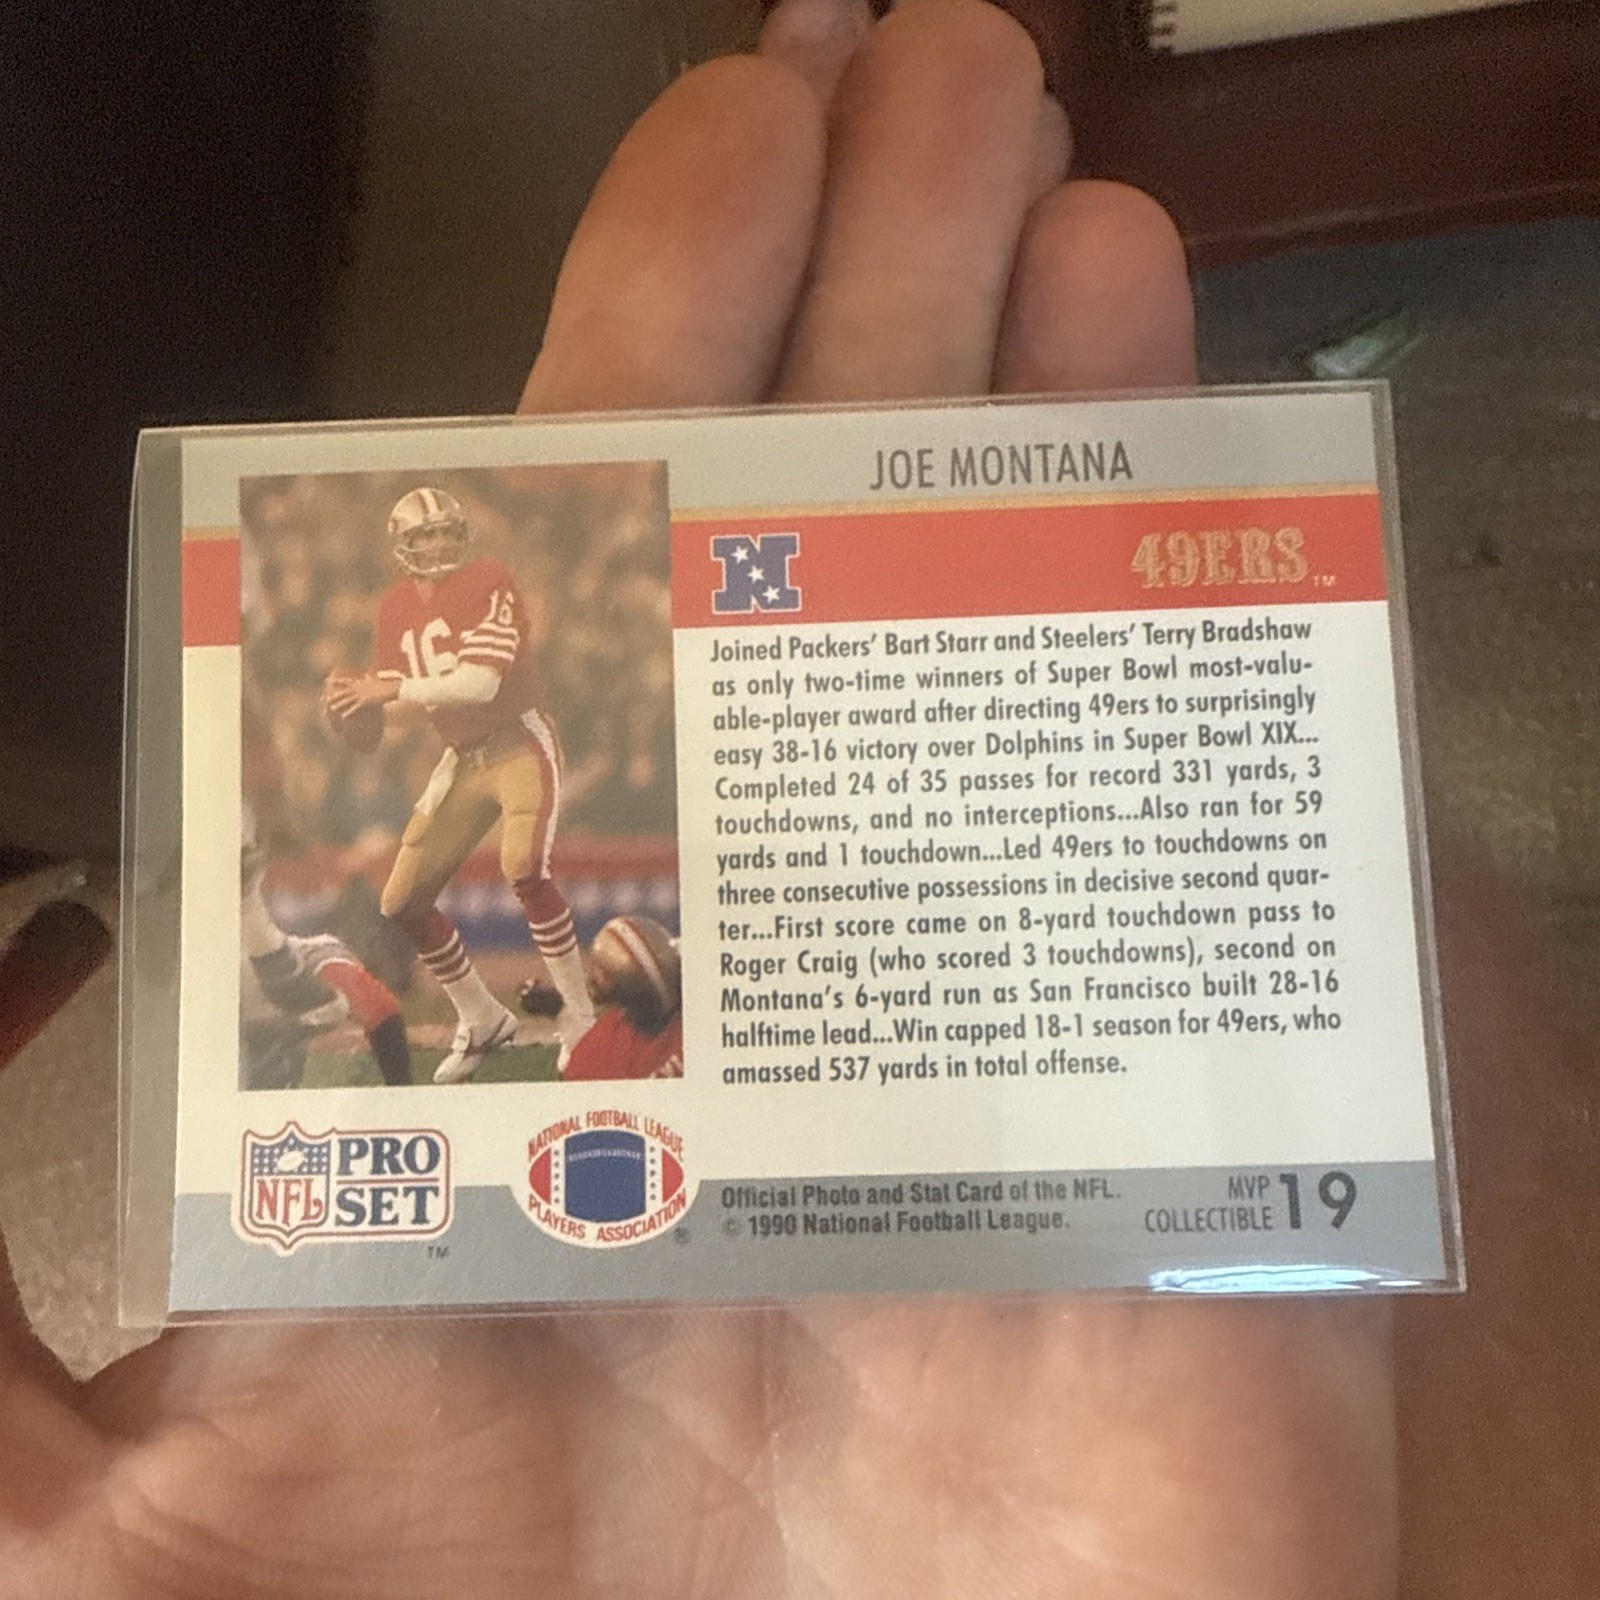 JOE MONTANA
49ERS TM
16
16
Joined Packers' Bart Starr and Steelers' Terry Bradshaw
as only two-time winners of Super Bowl most-valu-
able-player award after directing 49ers to surprisingly
easy 38-16 victory over Dolphins in Super Bowl XIX...
Completed 24 of 35 passes for record 331 yards, 3
touchdowns, and no interceptions...Also ran for 59
yards and 1 touchdown...Led 49ers to touchdowns on
three consecutive possessions in decisive second quar-
ter...First score came on 8-yard touchdown pass to
Roger Craig (who scored 3 touchdowns), second on
Montana's 6-yard run as San Francisco built 28-16
halftime lead...Win capped 18-1 season for 49ers, who
amassed 537 yards in total offense.
NFL PRO
SET
TM
NATIONAL FOOTBALL LEAGUE
PLAYERS ASSOCIATION ®
Official Photo and Stat Card of the NFL.
© 1990 National Football League.
MVP
COLLECTIBLE 19